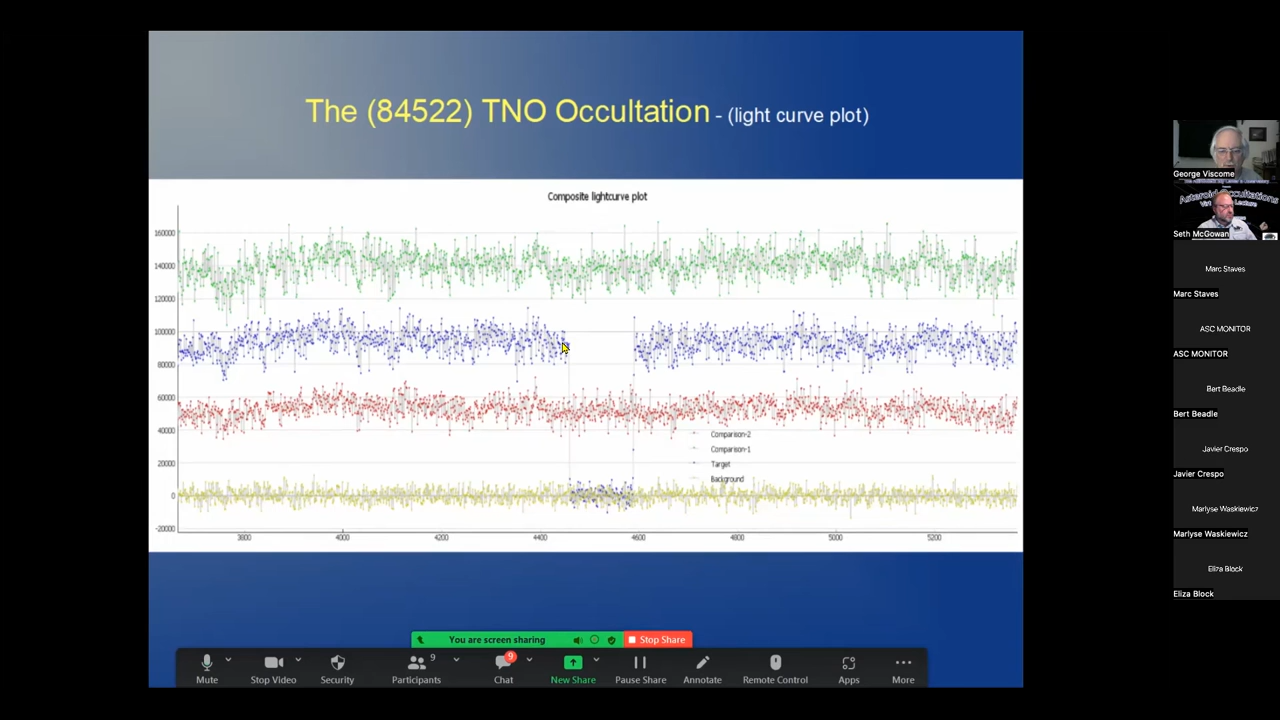 The (84522) TNO Occultation - (light curve plot)
Composite lightcurve plot
160000
140000
120000
100000
80000
60000
40000
20000
0
-20000
3800 4000 4200 4400 4600 4800 5000 5200
Comparison-2
Comparison-1
Target
Background
You are screen sharing
Stop Share
Mute
Stop Video
Security
9
Participants
9
Chat
New Share
Pause Share
Annotate
Remote Control
Apps
More
George Viscome
Asteroid Occultations
Seth McGowan
Marc Staves
Marc Staves
ASC MONITOR
ASC MONITOR
Bert Beadle
Bert Beadle
Javier Crespo
Javier Crespo
Marlyse Waskiewicz
Marlyse Waskiewicz
Eliza Block
Eliza Block